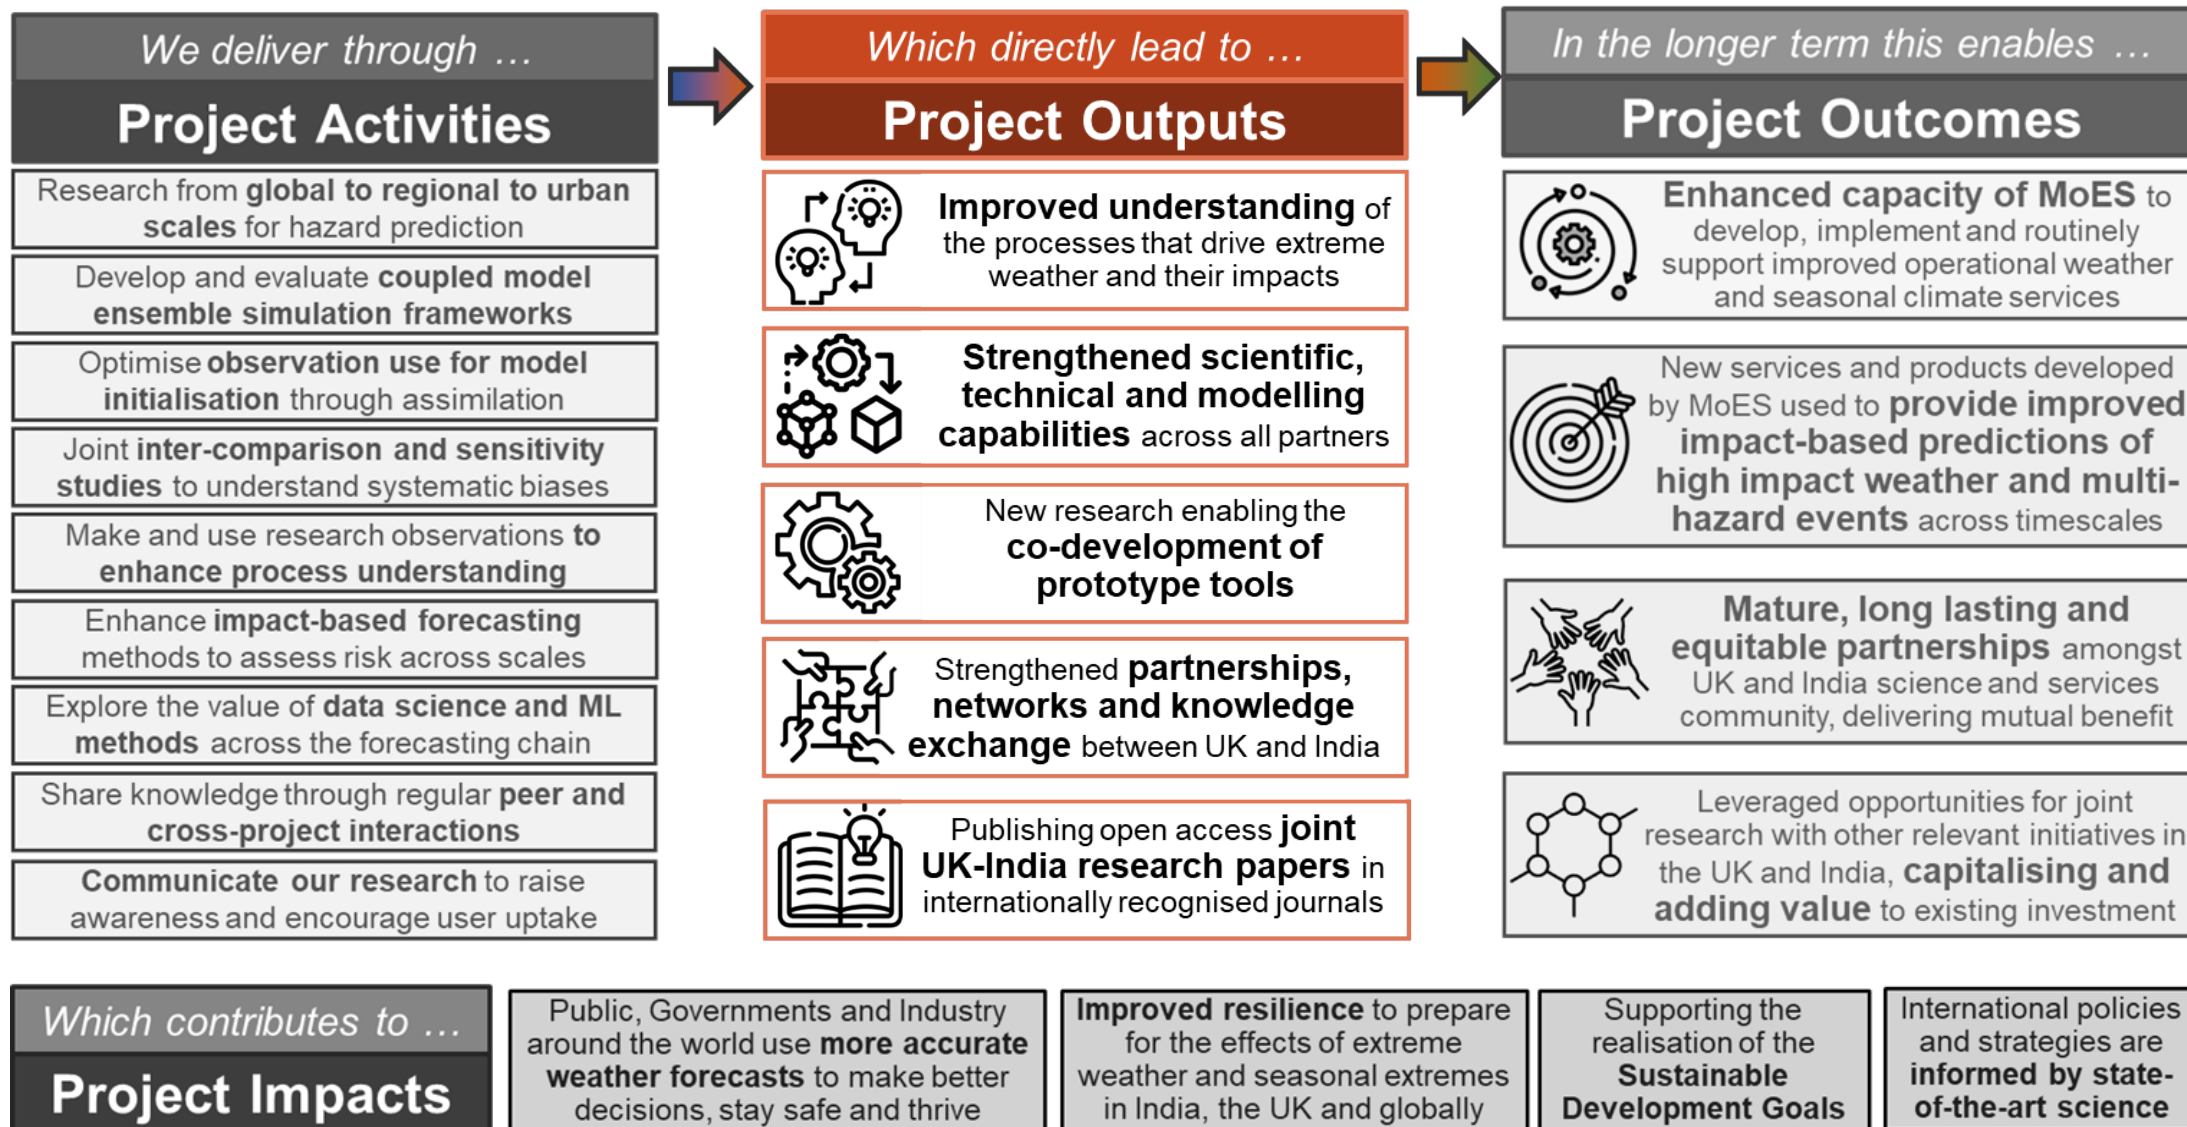 We deliver through …
Project Activities
Research from global to regional to urban
scales for hazard prediction
Develop and evaluate coupled model
ensemble simulation frameworks
Optimise observation use for model
initialisation through assimilation
Joint inter-comparison and sensitivity
studies to understand systematic biases
Make and use research observations to
enhance process understanding
Enhance impact-based forecasting
methods to assess risk across scales
Explore the value of data science and ML
methods across the forecasting chain
Share knowledge through regular peer and
cross-project interactions
Communicate our research to raise
awareness and encourage user uptake
Which directly lead to …
Project Outputs
Improved understanding of
the processes that drive extreme
weather and their impacts
Strengthened scientific,
technical and modelling
capabilities across all partners
New research enabling the
co-development of
prototype tools
Strengthened partnerships,
networks and knowledge
exchange between UK and India
Publishing open access joint
UK-India research papers in
internationally recognised journals
In the longer term this enables …
Project Outcomes
Enhanced capacity of MoES to
develop, implement and routinely
support improved operational weather
and seasonal climate services
New services and products developed
by MoES used to provide improved
impact-based predictions of
high impact weather and multi-
hazard events across timescales
Mature, long lasting and
equitable partnerships amongst
UK and India science and services
community, delivering mutual benefit
Leveraged opportunities for joint
research with other relevant initiatives in
the UK and India, capitalising and
adding value to existing investment
Which contributes to …
Project Impacts
Public, Governments and Industry
around the world use more accurate
weather forecasts to make better
decisions, stay safe and thrive
Improved resilience to prepare
for the effects of extreme
weather and seasonal extremes
in India, the UK and globally
Supporting the
realisation of the
Sustainable
Development Goals
International policies
and strategies are
informed by state-
of-the-art science